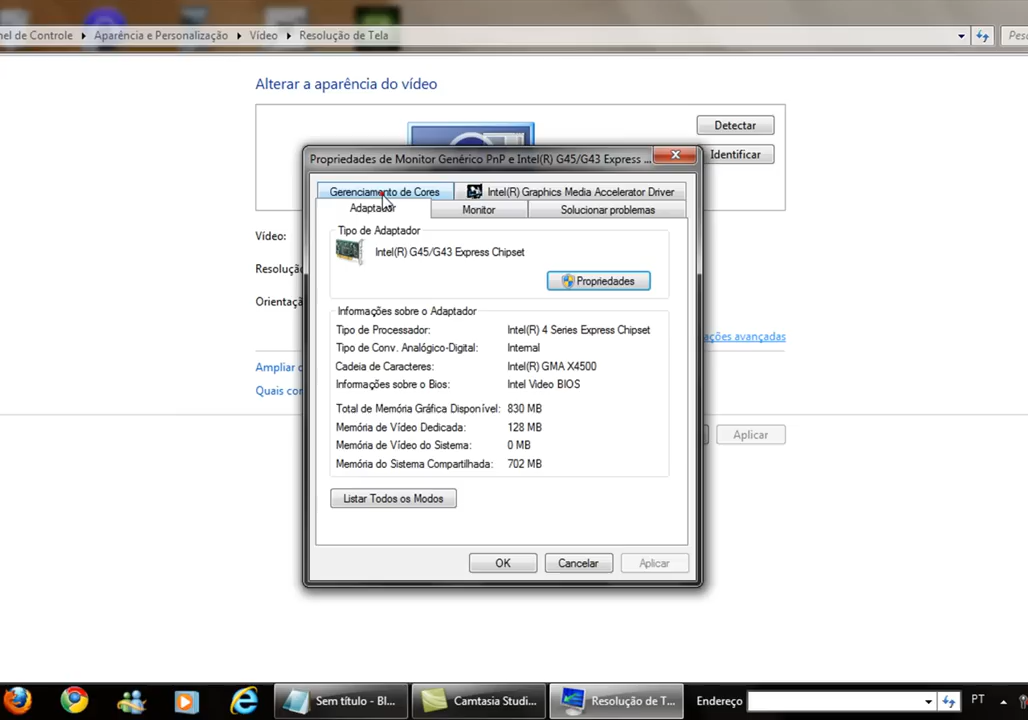 nel de Controle ▸ Aparência e Personalização ▸ Vídeo ▸ Resolução de Tela
Pes
Alterar a aparência do vídeo
Detectar
Identificar
Propriedades de Monitor Genérico PnP e Intel(R) G45/G43 Express ...
Gerenciamento de Cores
Intel(R) Graphics Media Accelerator Driver
Adaptador
Monitor
Solucionar problemas
Tipo de Adaptador
Intel(R) G45/G43 Express Chipset
Propriedades
Informações sobre o Adaptador
Tipo de Processador: Intel(R) 4 Series Express Chipset
Tipo de Conv. Analógico-Digital: Internal
Cadeia de Caracteres: Intel(R) GMA X4500
Informações sobre o Bios: Intel Video BIOS
Total de Memória Gráfica Disponível: 830 MB
Memória de Vídeo Dedicada: 128 MB
Memória de Vídeo do Sistema: 0 MB
Memória do Sistema Compartilhada: 702 MB
Listar Todos os Modos
OK
Cancelar
Aplicar
Vídeo:
Resoluçã
Orientaçã
ações avançadas
Ampliar
Quais co
Aplicar
Sem título - Bl...
Camtasia Studi...
Resolução de T...
Endereço
PT